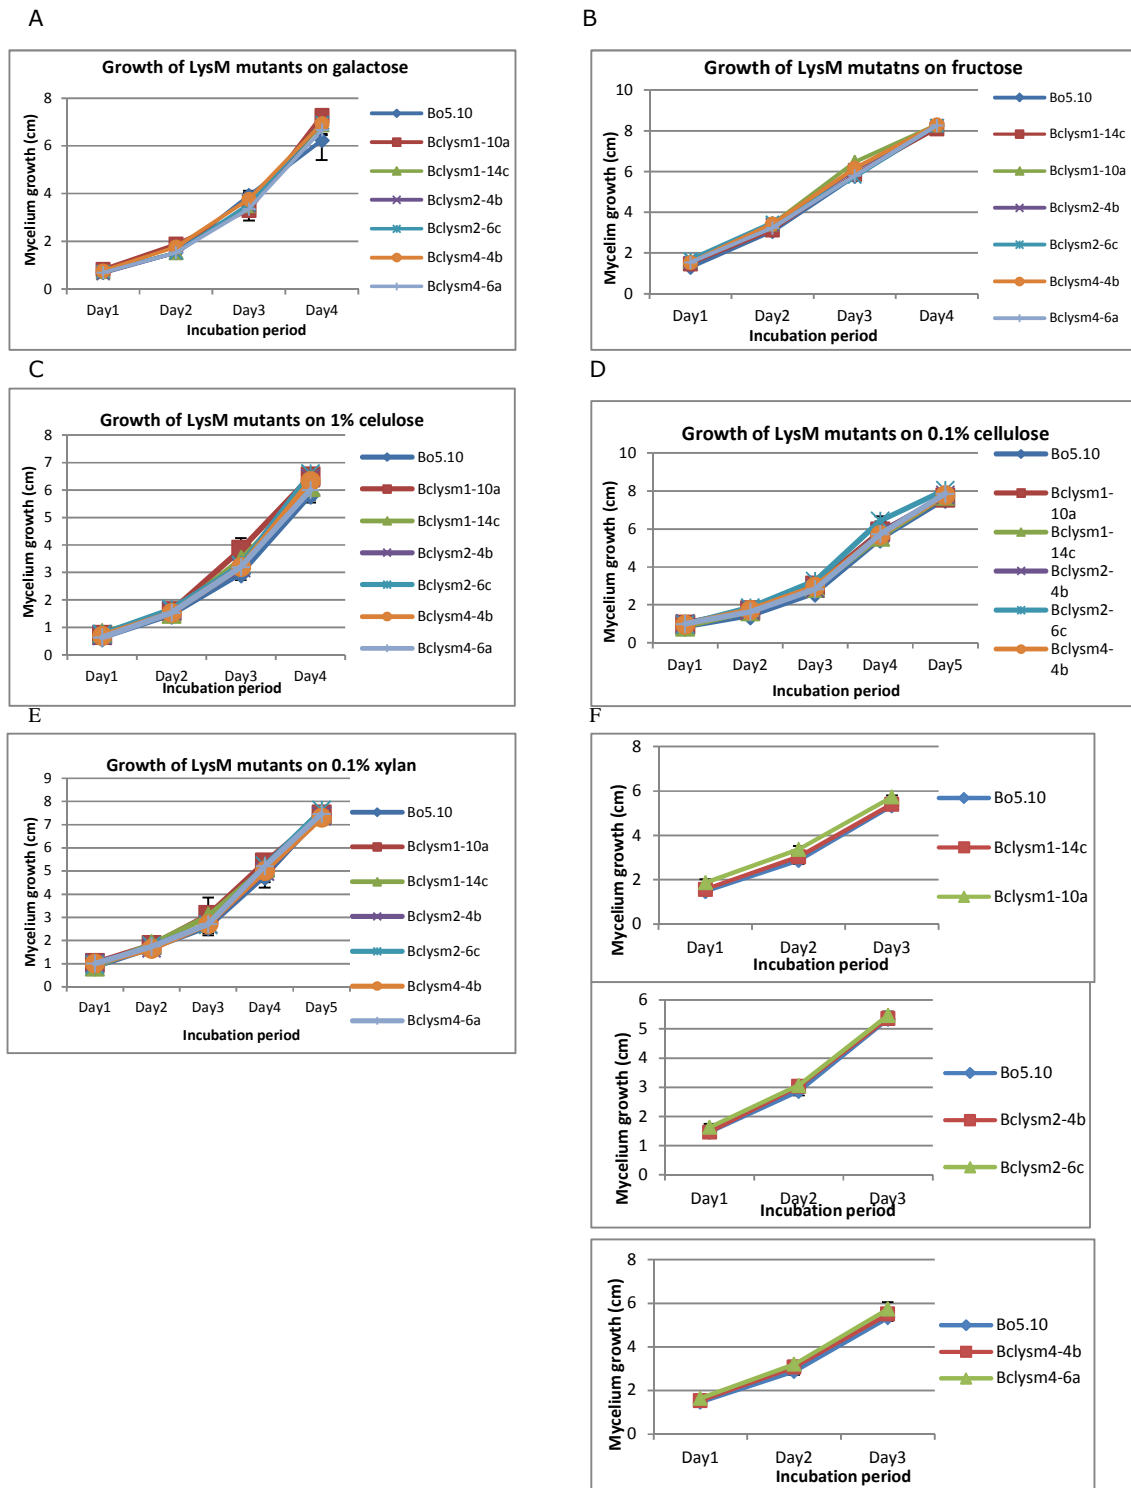 A
Growth of LysM mutants on galactose
Mycelium growth (cm)
8
6
4
2
0
Day1 Day2 Day3 Day4
Incubation period
Bo5.10
Bclysm1-10a
Bclysm1-14c
Bclysm2-4b
Bclysm2-6c
Bclysm4-4b
Bclysm4-6a
B
Growth of LysM mutatns on fructose
Mycelim growth (cm)
10
8
6
4
2
0
Day1 Day2 Day3 Day4
Incubation period
Bo5.10
Bclysm1-14c
Bclysm1-10a
Bclysm2-4b
Bclysm2-6c
Bclysm4-4b
Bclysm4-6a
C
Growth of LysM mutants on 1% celulose
Mycelium growth (cm)
8
7
6
5
4
3
2
1
0
Day1 Day2 Day3 Day4
Incubation period
Bo5.10
Bclysm1-10a
Bclysm1-14c
Bclysm2-4b
Bclysm2-6c
Bclysm4-4b
Bclysm4-6a
D
Growth of LysM mutants on 0.1% cellulose
Mycelium growth (cm)
10
8
6
4
2
0
Day1 Day2 Day3 Day4 Day5
Incubation period
Bo5.10
Bclysm1-
10a
Bclysm1-
14c
Bclysm2-
4b
Bclysm2-
6c
Bclysm4-
4b
E
Growth of LysM mutants on 0.1% xylan
Mycelium growth (cm)
9
8
7
6
5
4
3
2
1
0
Day1 Day2 Day3 Day4 Day5
Incubation period
Bo5.10
Bclysm1-10a
Bclysm1-14c
Bclysm2-4b
Bclysm2-6c
Bclysm4-4b
Bclysm4-6a
F
Mycelium growth (cm)
8
6
4
2
0
Day1 Day2 Day3
Incubation period
Bo5.10
Bclysm1-14c
Bclysm1-10a
Mycelium growth (cm)
6
5
4
3
2
1
0
Day1 Day2 Day3
Incubation period
Bo5.10
Bclysm2-4b
Bclysm2-6c
Mycelium growth (cm)
8
6
4
2
0
Day1 Day2 Day3
Incubation period
Bo5.10
Bclysm4-4b
Bclysm4-6a